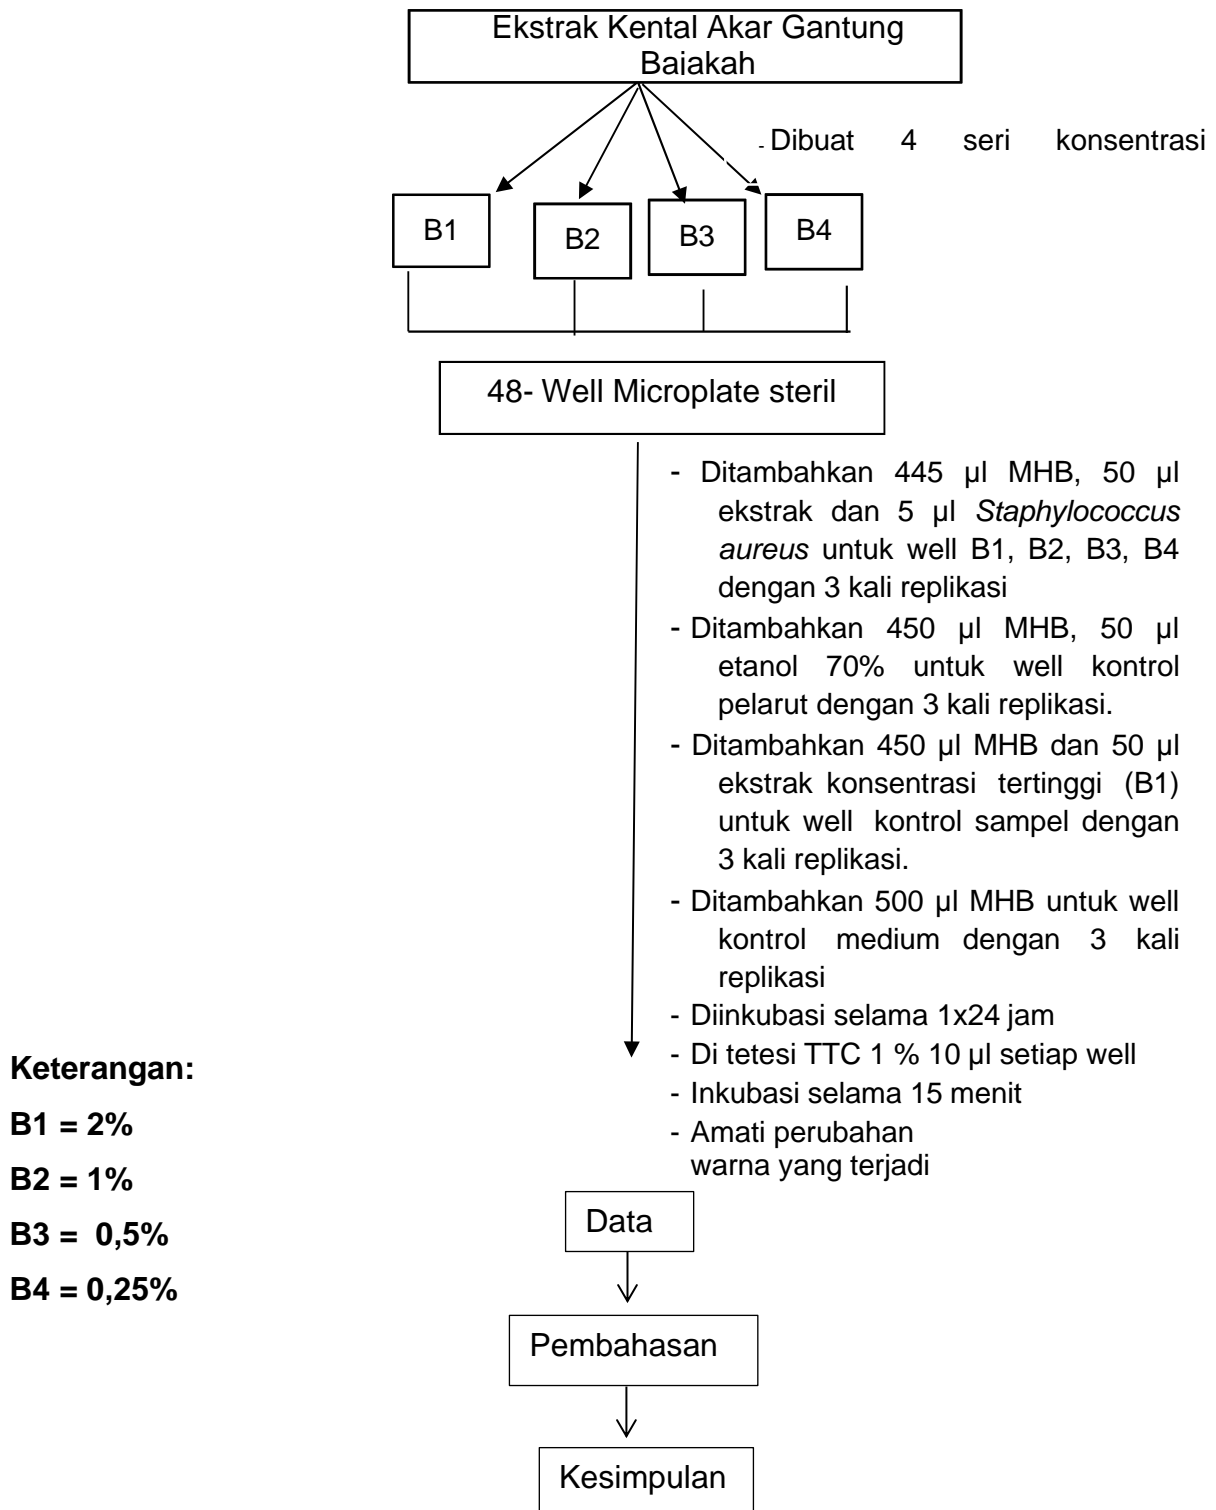 Ekstrak Kental Akar Gantung
Bajakah
- Dibuat 4 seri konsentrasi
B1
B2
B3
B4
48- Well Microplate steril
- Ditambahkan 445 µl MHB, 50 µl
ekstrak dan 5 µl Staphylococcus
aureus untuk well B1, B2, B3, B4
dengan 3 kali replikasi
- Ditambahkan 450 µl MHB, 50 µl
etanol 70% untuk well kontrol
pelarut dengan 3 kali replikasi.
- Ditambahkan 450 µl MHB dan 50 µl
ekstrak konsentrasi tertinggi (B1)
untuk well kontrol sampel dengan
3 kali replikasi.
- Ditambahkan 500 µl MHB untuk well
kontrol medium dengan 3 kali
replikasi
- Diinkubasi selama 1x24 jam
- Di tetesi TTC 1 % 10 µl setiap well
- Inkubasi selama 15 menit
- Amati perubahan
warna yang terjadi
Keterangan:
B1 = 2%
B2 = 1%
B3 = 0,5%
B4 = 0,25%
Data
Pembahasan
Kesimpulan